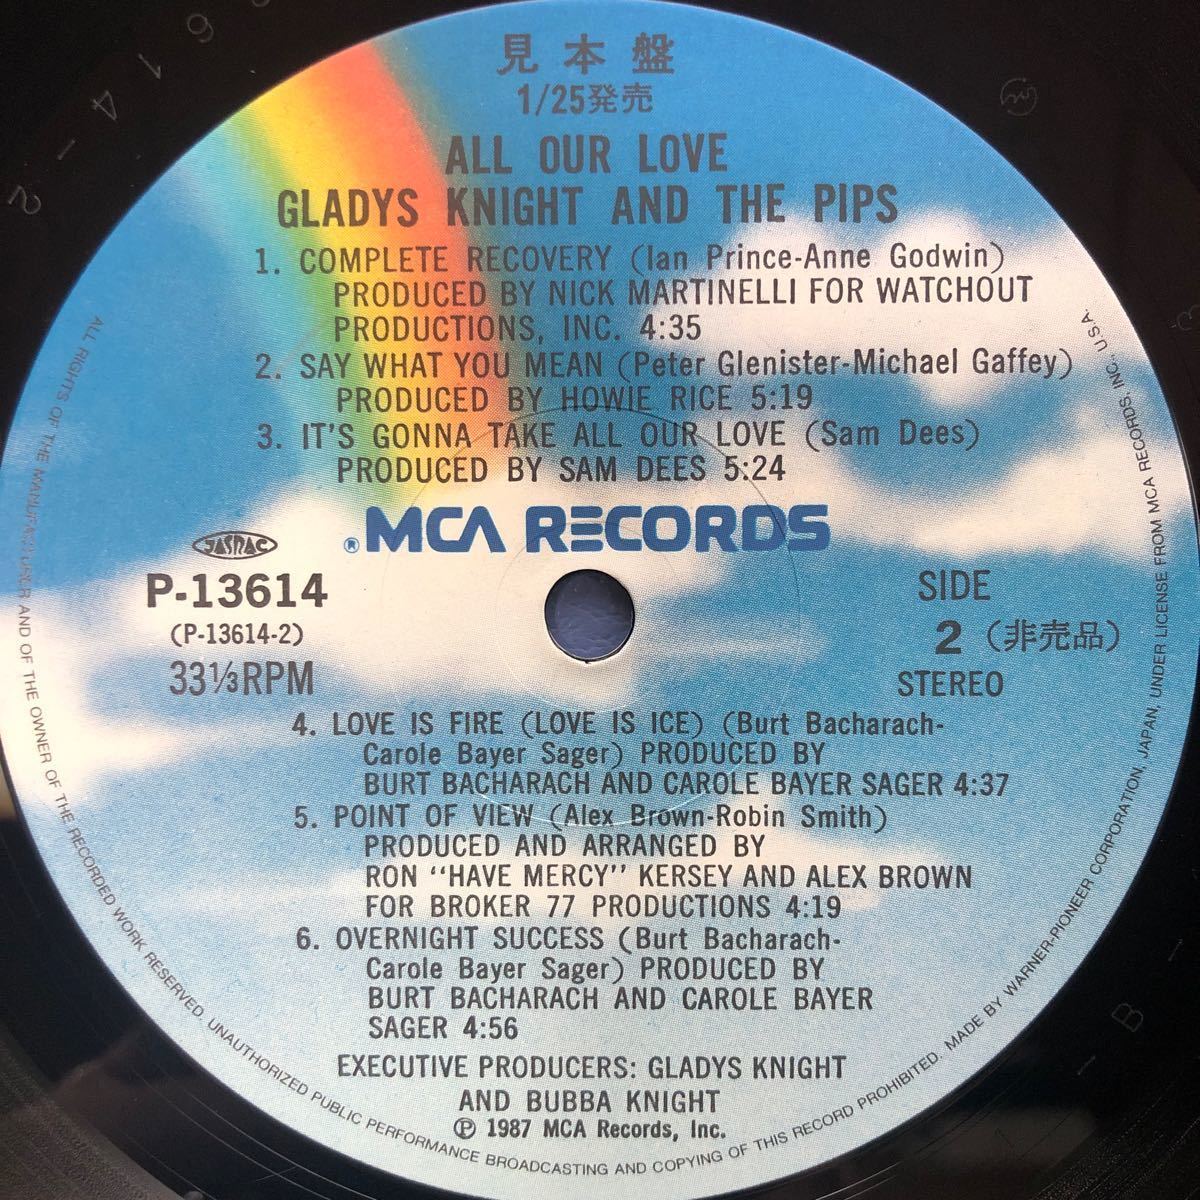 見本盤
1/25発売
ALL OUR LOVE
GLADYS KNIGHT AND THE PIPS
1. COMPLETE RECOVERY (Ian Prince-Anne Godwin)
PRODUCED BY NICK MARTINELLI FOR WATCHOUT
PRODUCTIONS, INC. 4:35
2. SAY WHAT YOU MEAN (Peter Glenister-Michael Gaffey)
PRODUCED BY HOWIE RICE 5:19
3. IT'S GONNA TAKE ALL OUR LOVE (Sam Dees)
PRODUCED BY SAM DEES 5:24
®MCA RECORDS
JASRAC
P-13614
(P-13614-2)
33⅓RPM
SIDE
2 (非売品)
STEREO
4. LOVE IS FIRE (LOVE IS ICE) (Burt Bacharach-
Carole Bayer Sager) PRODUCED BY
BURT BACHARACH AND CAROLE BAYER SAGER 4:37
5. POINT OF VIEW (Alex Brown-Robin Smith)
PRODUCED AND ARRANGED BY
RON "HAVE MERCY" KERSEY AND ALEX BROWN
FOR BROKER 77 PRODUCTIONS 4:19
6. OVERNIGHT SUCCESS (Burt Bacharach-
Carole Bayer Sager) PRODUCED BY
BURT BACHARACH AND CAROLE BAYER
SAGER 4:56
EXECUTIVE PRODUCERS: GLADYS KNIGHT
AND BUBBA KNIGHT
℗ 1987 MCA Records, Inc.
ALL RIGHTS OF THE MANUFACTURER AND OF THE OWNER OF THE RECORDED WORK RESERVED. UNAUTHORIZED PUBLIC PERFORMANCE BROADCASTING AND COPYING OF THIS RECORD PROHIBITED. MADE BY WARNER-PIONEER CORPORATION, JAPAN, UNDER LICENSE FROM MCA RECORDS, INC., U.S.A.